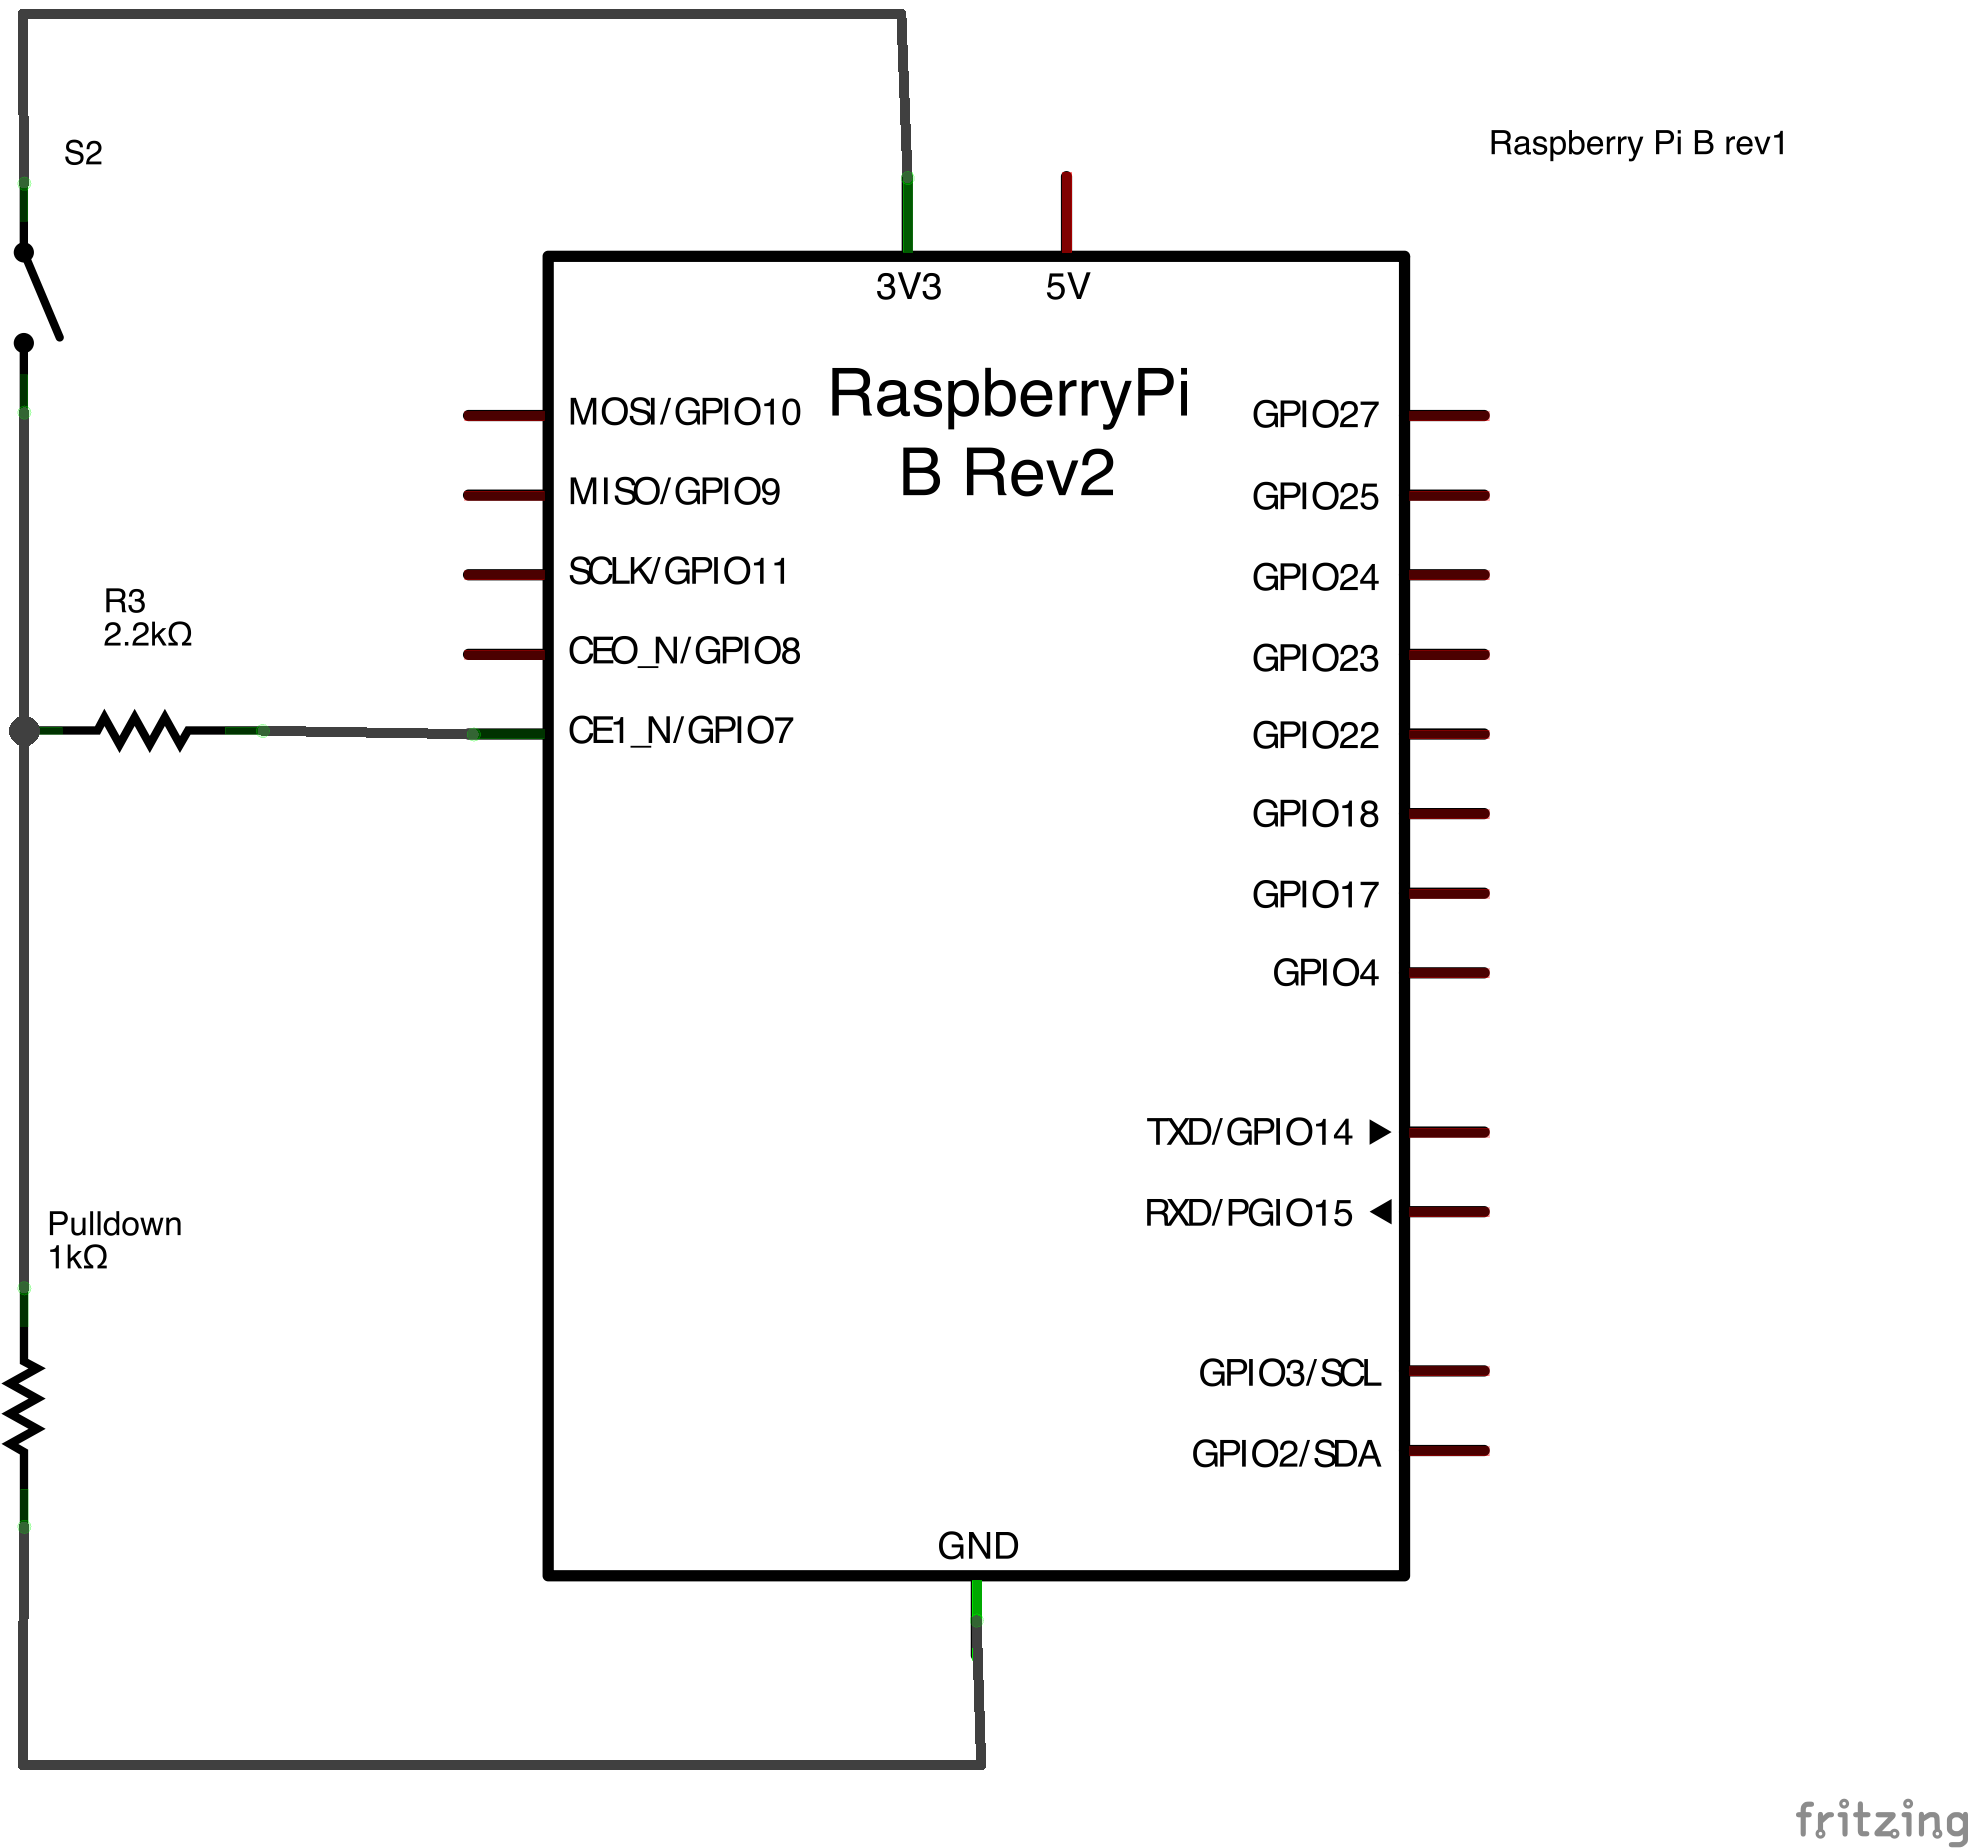 S2
Raspberry Pi B rev1
3V3
5V
RaspberryPi
B Rev2
MOSI/GPIO10
MISO/GPIO9
SCLK/GPIO11
CEO_N/GPIO8
CE1_N/GPIO7
R3
2.2kΩ
GPIO27
GPIO25
GPIO24
GPIO23
GPIO22
GPIO18
GPIO17
GPIO4
TXD/GPIO14
RXD/PGIO15
Pulldown
1kΩ
GPIO3/SCL
GPIO2/SDA
GND
fritzing